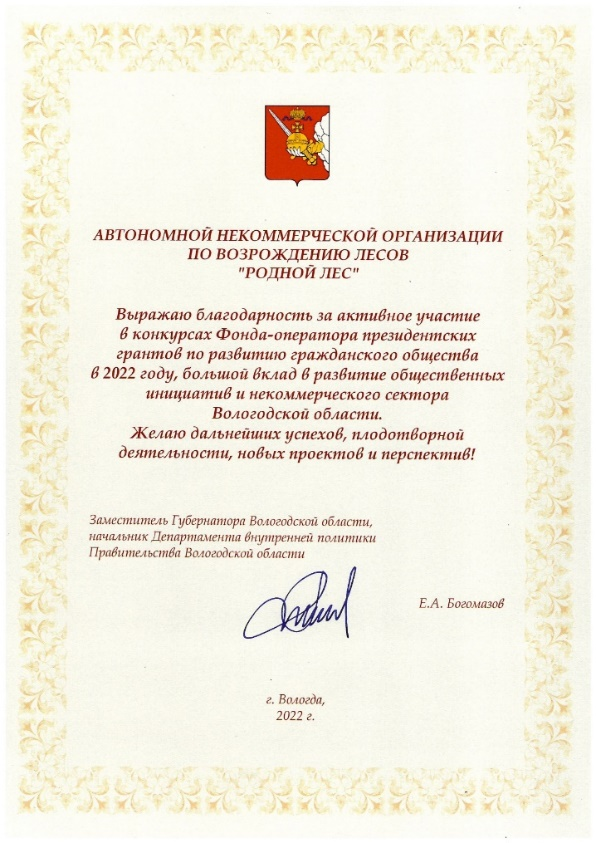 АВТОНОМНОЙ НЕКОММЕРЧЕСКОЙ ОРГАНИЗАЦИИ
ПО ВОЗРОЖДЕНИЮ ЛЕСОВ
"РОДНОЙ ЛЕС"
Выражаю благодарность за активное участие
в конкурсах Фонда-оператора президентских
грантов по развитию гражданского общества
в 2022 году, большой вклад в развитие общественных
инициатив и некоммерческого сектора
Вологодской области.
Желаю дальнейших успехов, плодотворной
деятельности, новых проектов и перспектив!
Заместитель Губернатора Вологодской области,
начальник Департамента внутренней политики
Правительства Вологодской области
Е.А. Богомазов
г. Вологда,
2022 г.